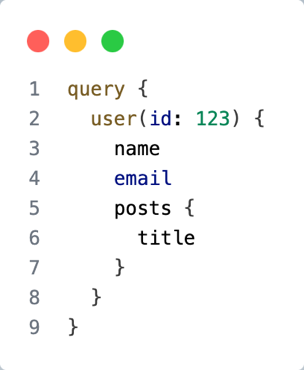 1 query {
2   user(id: 123) {
3     name
4     email
5     posts {
6       title
7     }
8   }
9 }